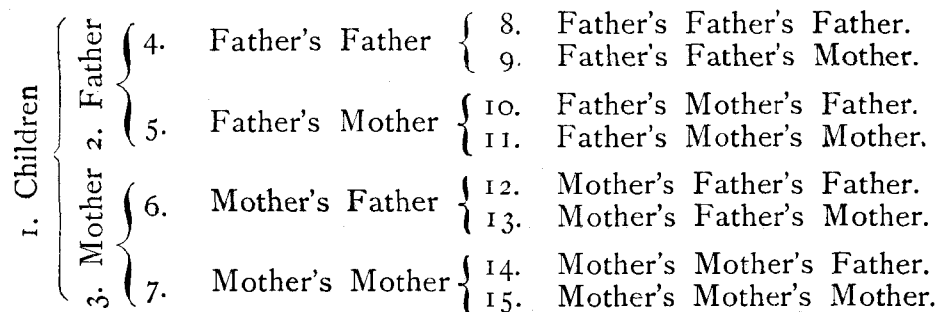 1. Children
2. Father
3. Mother
4. Father's Father
5. Father's Mother
6. Mother's Father
7. Mother's Mother
8. Father's Father's Father.
9. Father's Father's Mother.
10. Father's Mother's Father.
11. Father's Mother's Mother.
12. Mother's Father's Father.
13. Mother's Father's Mother.
14. Mother's Mother's Father.
15. Mother's Mother's Mother.